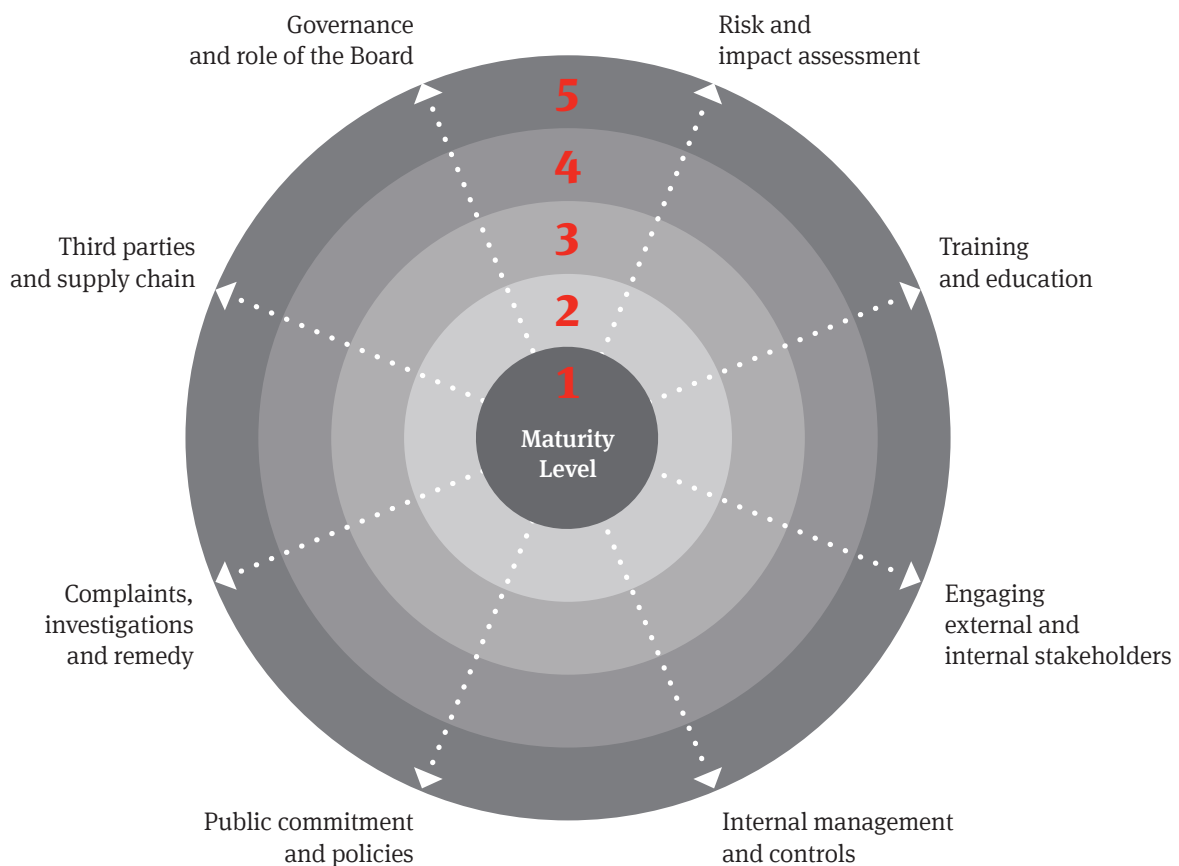 Governance
and role of the Board
Risk and
impact assessment
5
4
3
2
1
Maturity
Level
Third parties
and supply chain
Training
and education
Complaints,
investigations
and remedy
Engaging
external and
internal stakeholders
Public commitment
and policies
Internal management
and controls